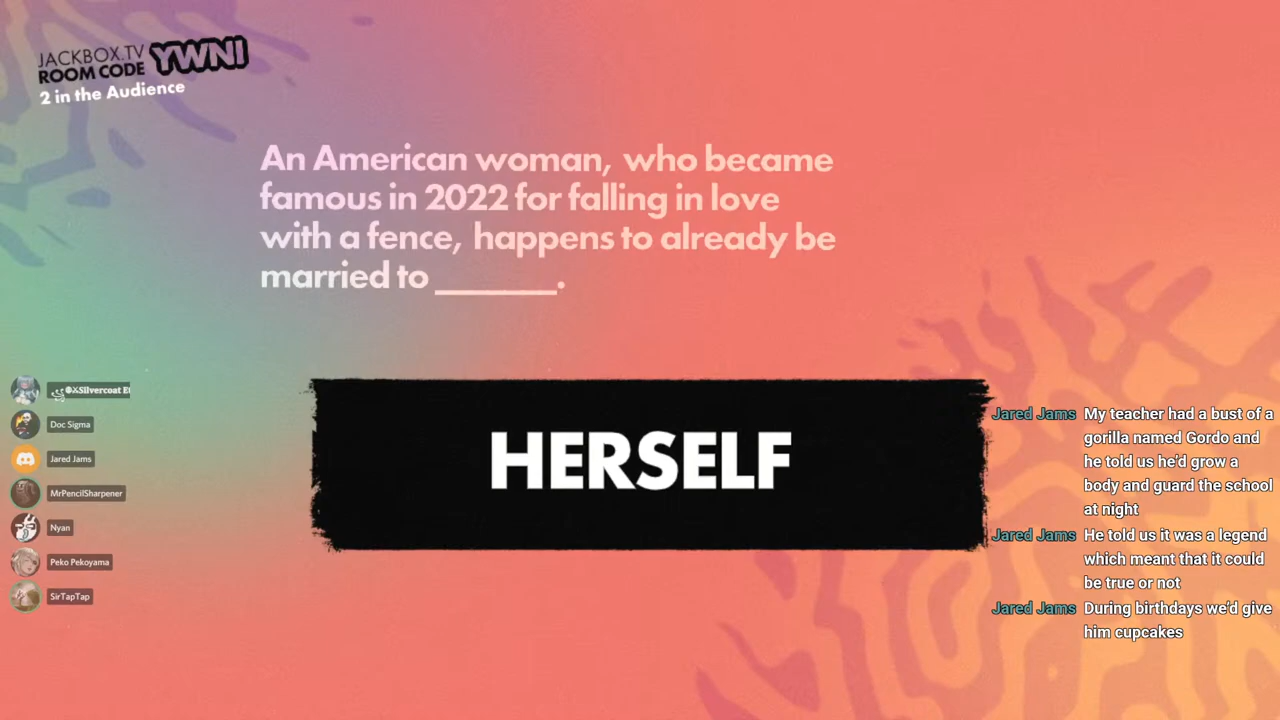 JACKBOX.TV
ROOM CODE YWNI
2 in the Audience
An American woman, who became
famous in 2022 for falling in love
with a fence, happens to already be
married to ________.
HERSELF
Silvercoat
Doc Sigma
Jared Jams
MrPencilSharpener
Nyan
Peko Pekoyama
SirTapTap
Jared Jams My teacher had a bust of a
gorilla named Gordo and
he told us he'd grow a
body and guard the school
at night
Jared Jams He told us it was a legend
which meant that it could
be true or not
Jared Jams During birthdays we'd give
him cupcakes